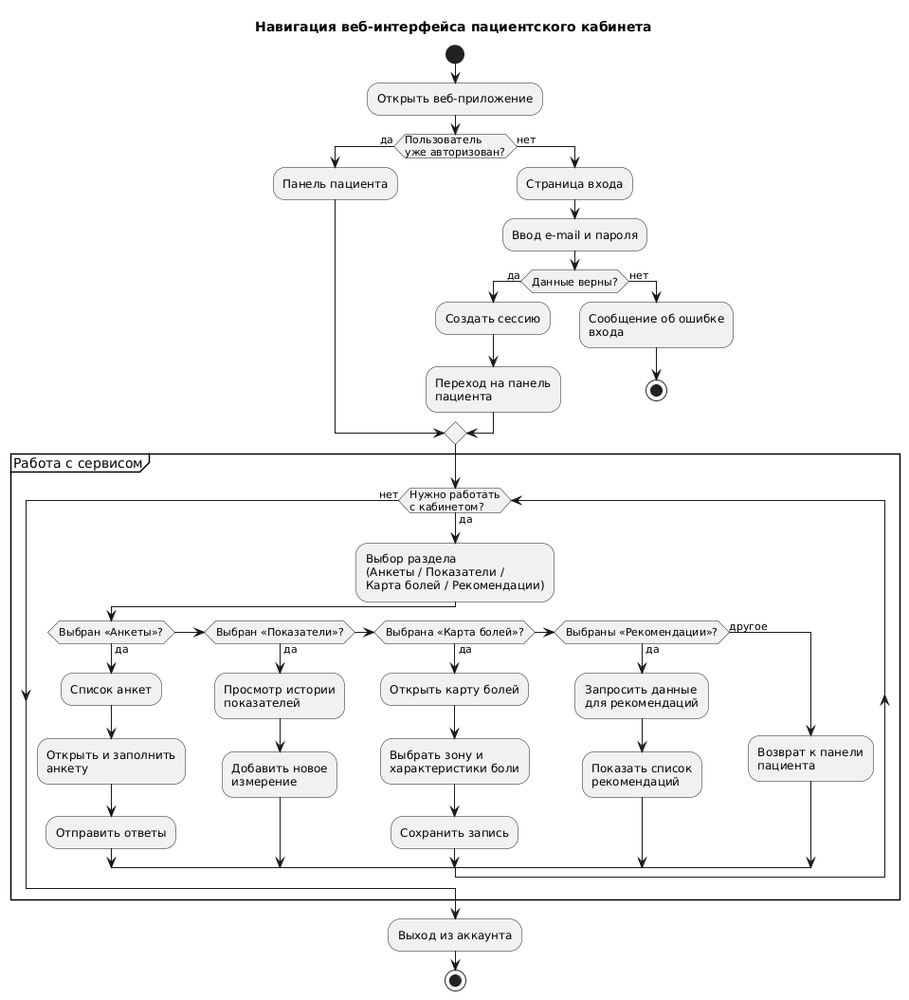 Навигация веб-интерфейса пациентского кабинета
Открыть веб-приложение
Пользователь
уже авторизован?
да
нет
Панель пациента
Страница входа
Ввод e-mail и пароля
Данные верны?
да
нет
Создать сессию
Сообщение об ошибке
входа
Переход на панель
пациента
Работа с сервисом
Нужно работать
с кабинетом?
нет
да
Выбор раздела
(Анкеты / Показатели /
Карта болей / Рекомендации)
Выбран «Анкеты»?
да
Выбран «Показатели»?
да
Выбрана «Карта болей»?
да
Выбраны «Рекомендации»?
да
другое
Список анкет
Открыть и заполнить
анкету
Отправить ответы
Просмотр истории
показателей
Добавить новое
измерение
Открыть карту болей
Выбрать зону и
характеристики боли
Сохранить запись
Запросить данные
для рекомендаций
Показать список
рекомендаций
Возврат к панели
пациента
Выход из аккаунта